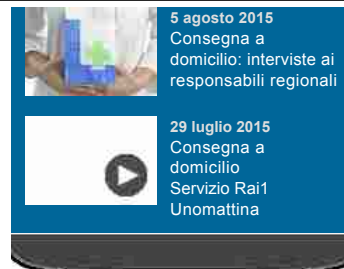 5 agosto 2015
Consegna a
domicilio: interviste ai
responsabili regionali
29 luglio 2015
Consegna a
domicilio
Servizio Rai1
Unomattina